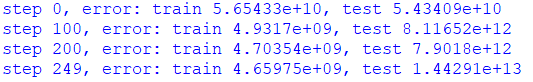 step 0, error: train 5.65433e+10, test 5.43409e+10
step 100, error: train 4.9317e+09, test 8.11652e+12
step 200, error: train 4.70354e+09, test 7.9018e+12
step 249, error: train 4.65975e+09, test 1.44291e+13